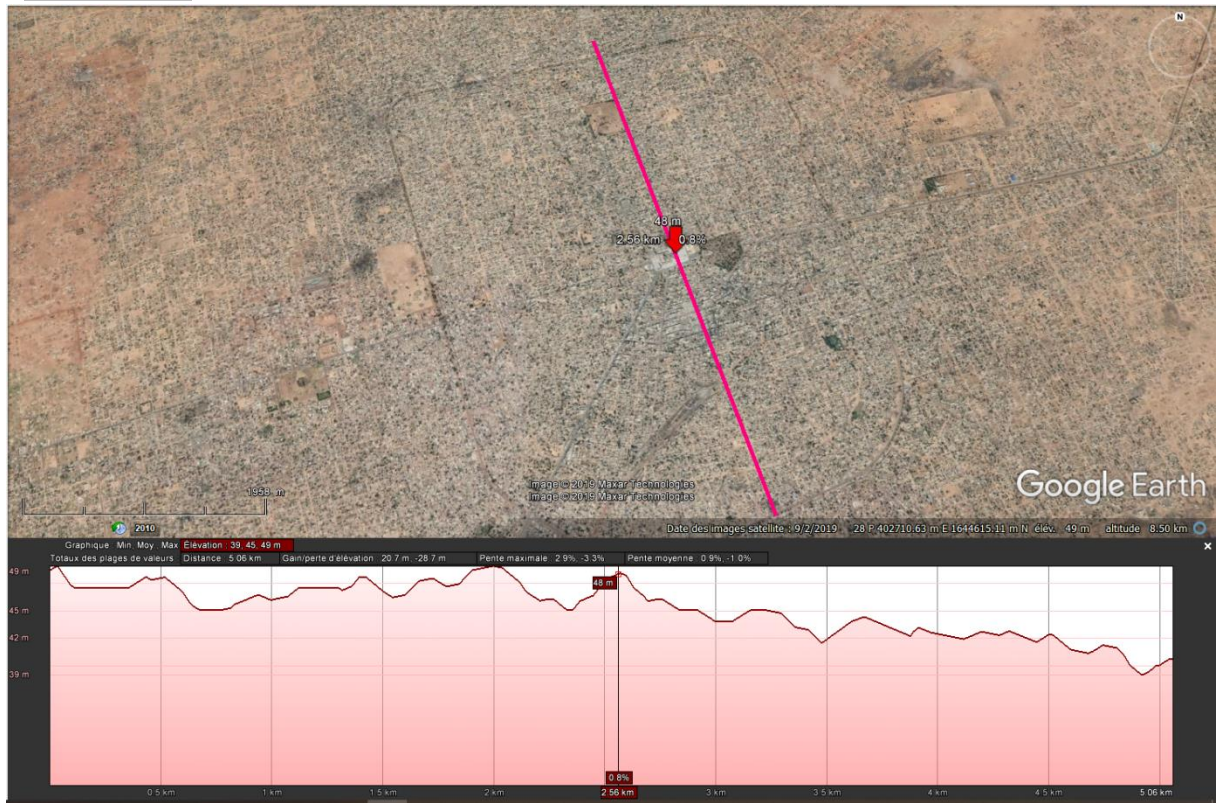 N
48 m
2.56 km 0.8%
1958 m
Image © 2019 Maxar Technologies
Image © 2019 Maxar Technologies
Google Earth
2010
Date des images satellite : 9/2/2019 28 P 402710.63 m E 1644615.11 m N élév. 49 m altitude 8.50 km
Graphique Min, Moy., Max Élévation : 39, 45, 49 m
Totaux des plages de valeurs Distance : 5.06 km Gain/perte d'élévation : 20.7 m, -28.7 m Pente maximale : 2.9%, -3.3% Pente moyenne : 0.9%, -1.0%
49 m
48 m
45 m
42 m
39 m
0.8%
0.5 km 1 km 1.5 km 2 km 2.56 km 3 km 3.5 km 4 km 4.5 km 5.06 km